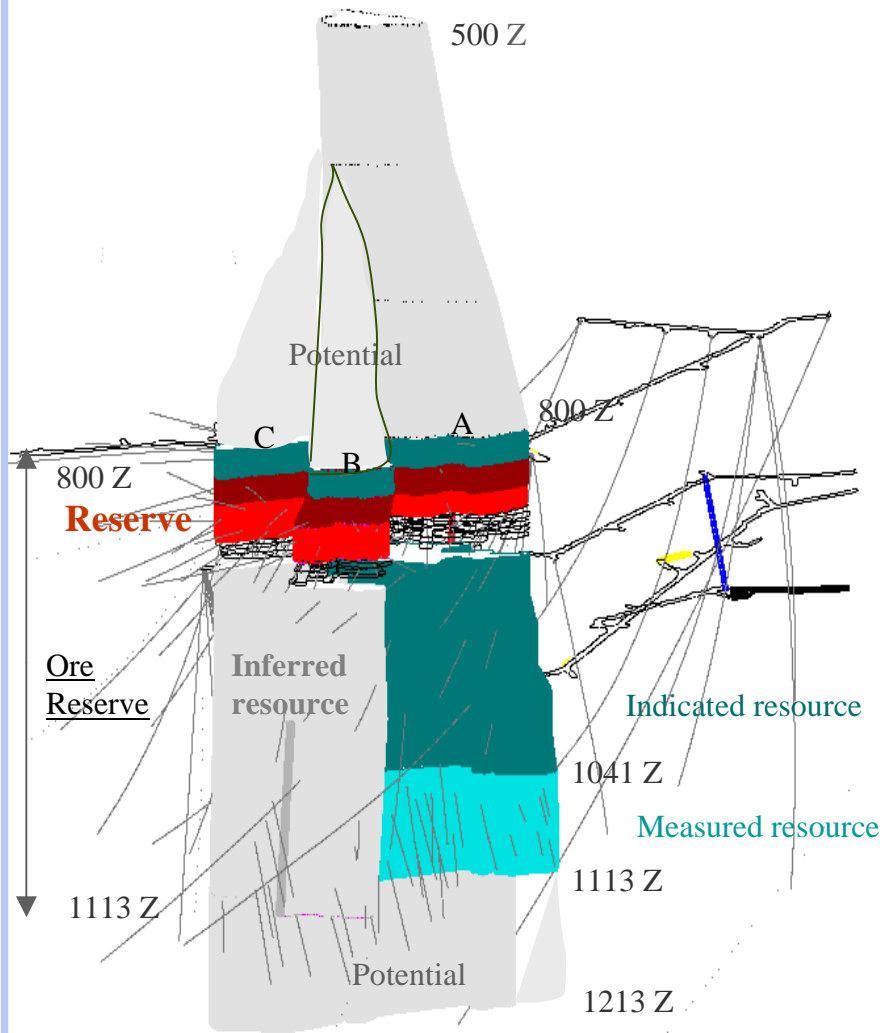 500 Z
Potential
A
800 Z
C
B
800 Z
Reserve
Ore
Reserve
Inferred
resource
Indicated resource
1041 Z
Measured resource
1113 Z
1113 Z
Potential
1213 Z